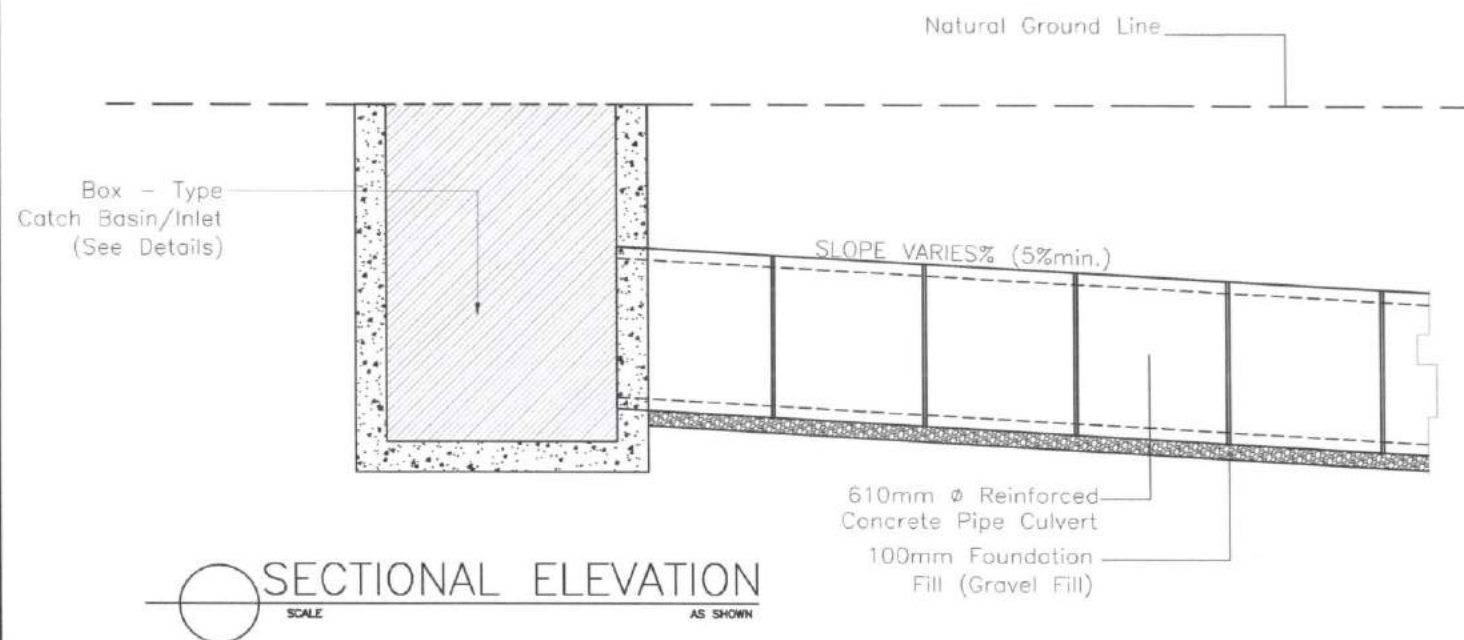 Natural Ground Line
Box - Type
Catch Basin/Inlet
(See Details)
SLOPE VARIES% (5%min.)
610mm ø Reinforced
Concrete Pipe Culvert
100mm Foundation
Fill (Gravel Fill)
SECTIONAL ELEVATION
SCALE AS SHOWN